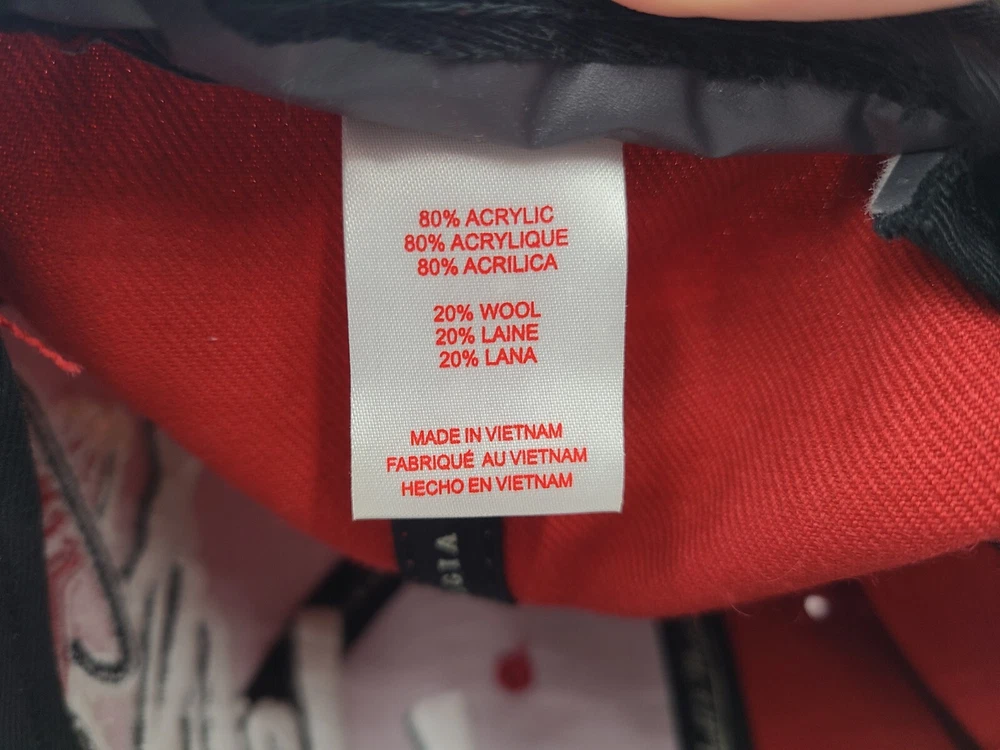 80% ACRYLIC
80% ACRYLIQUE
80% ACRILICA
20% WOOL
20% LAINE
20% LANA
MADE IN VIETNAM
FABRIQUÉ AU VIETNAM
HECHO EN VIETNAM